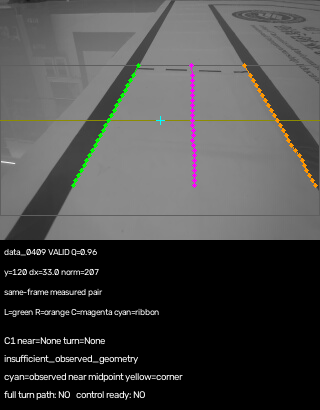 data_0409 VALID Q=0.96
y=120 dx=33.0 norm=207
same-frame measured pair
L=green R=orange C=magenta cyan=ribbon
C1 near=None turn=None
insufficient_observed_geometry
cyan=observed near midpoint yellow=corner
full turn path: NO control ready: NO